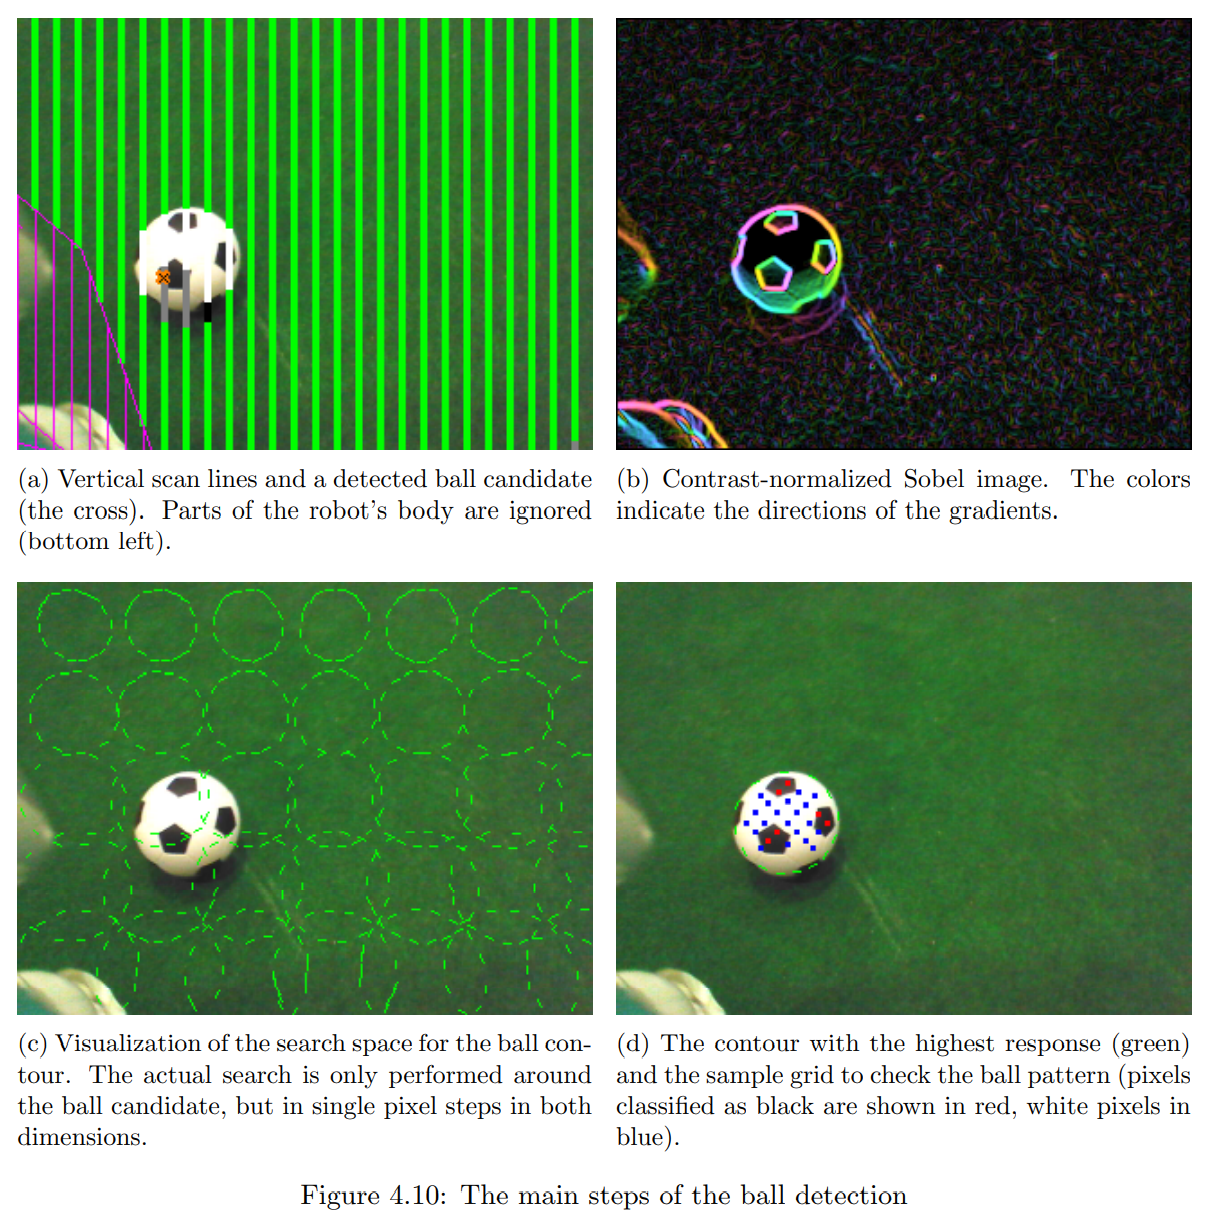 (a) Vertical scan lines and a detected ball candidate
(the cross). Parts of the robot's body are ignored
(bottom left).
(b) Contrast-normalized Sobel image. The colors
indicate the directions of the gradients.
(c) Visualization of the search space for the ball con-
tour. The actual search is only performed around
the ball candidate, but in single pixel steps in both
dimensions.
(d) The contour with the highest response (green)
and the sample grid to check the ball pattern (pixels
classified as black are shown in red, white pixels in
blue).
Figure 4.10: The main steps of the ball detection